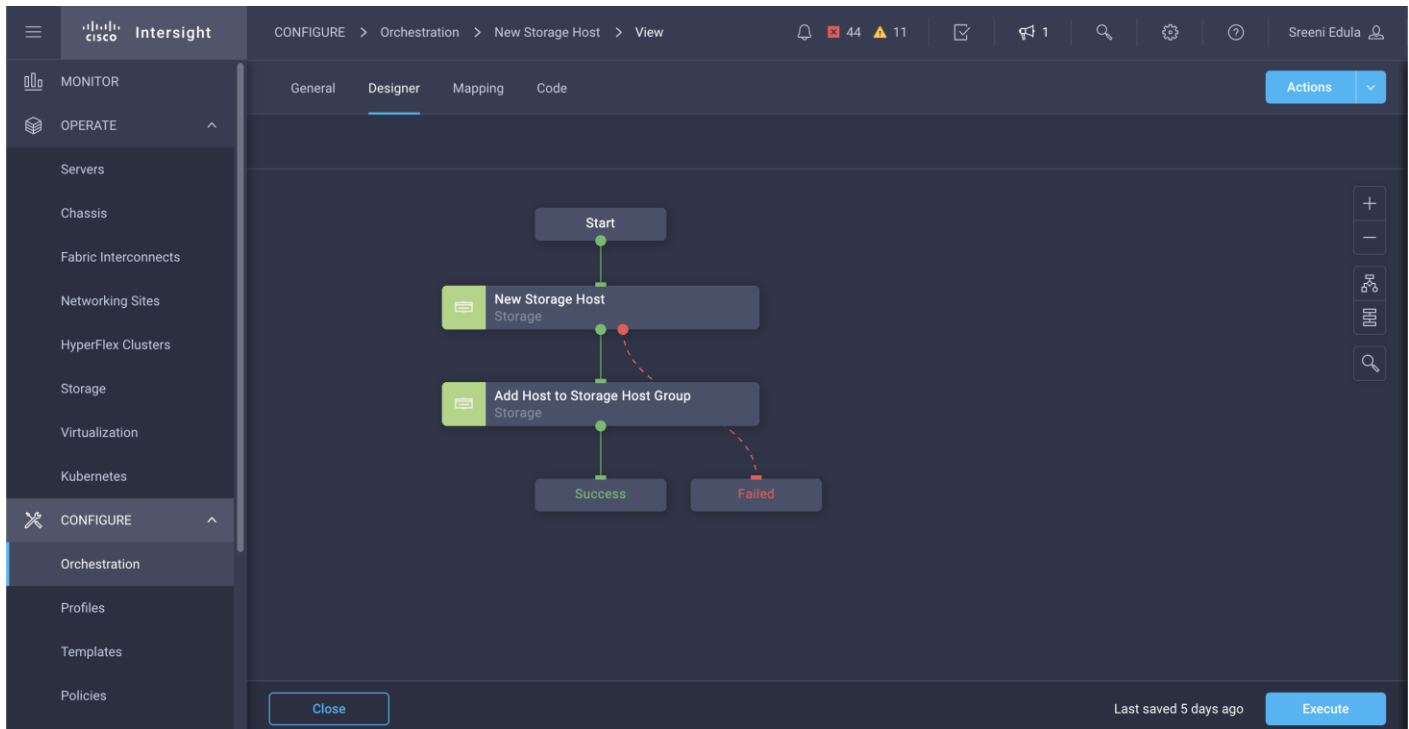 cisco Intersight
CONFIGURE > Orchestration > New Storage Host > View
44 11
1
Sreeni Edula
MONITOR
OPERATE
Servers
Chassis
Fabric Interconnects
Networking Sites
HyperFlex Clusters
Storage
Virtualization
Kubernetes
CONFIGURE
Orchestration
Profiles
Templates
Policies
General Designer Mapping Code
Actions
Start
New Storage Host
Storage
Add Host to Storage Host Group
Storage
Success Failed
Close
Last saved 5 days ago
Execute